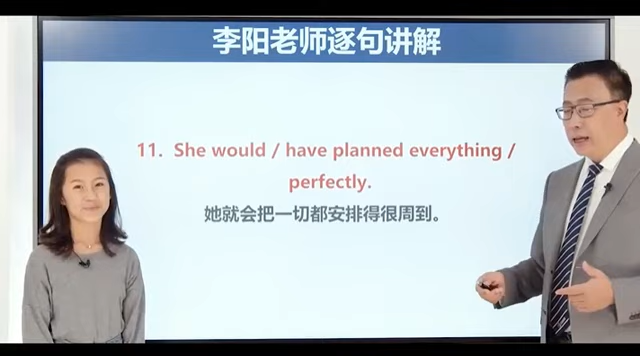 李阳老师逐句讲解
11. She would / have planned everything /
perfectly.
她就会把一切都安排得很周到。